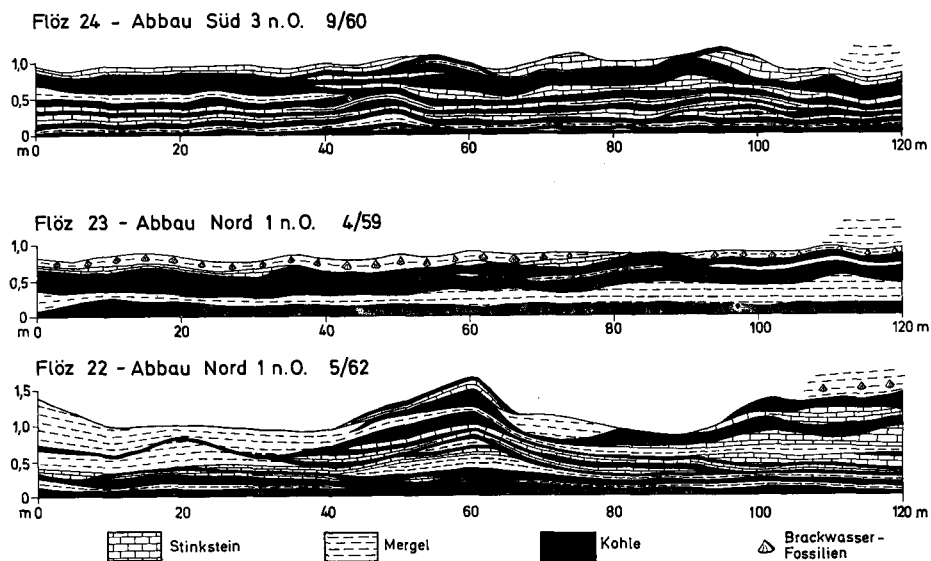 Flöz 24 - Abbau Süd 3 n.O. 9/60
1,0
0,5
0
m 0 20 40 60 80 100 120 m
Flöz 23 - Abbau Nord 1 n.O. 4/59
1,0
0,5
0
m 0 20 40 60 80 100 120 m
Flöz 22 - Abbau Nord 1 n.O. 5/62
1,5
1,0
0,5
0
m 0 20 40 60 80 100 120 m
Stinkstein Mergel Kohle Brackwasser-
Fossilien